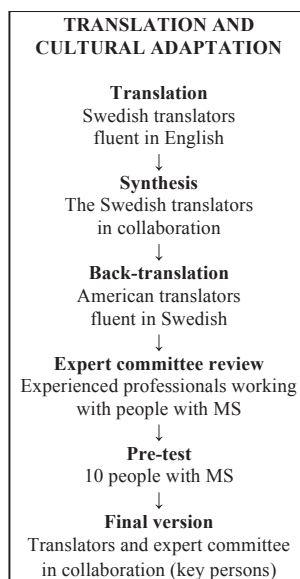 TRANSLATION AND
CULTURAL ADAPTATION
Translation
Swedish translators
fluent in English
↓
Synthesis
The Swedish translators
in collaboration
↓
Back-translation
American translators
fluent in Swedish
↓
Expert committee review
Experienced professionals working
with people with MS
↓
Pre-test
10 people with MS
↓
Final version
Translators and expert committee
in collaboration (key persons)